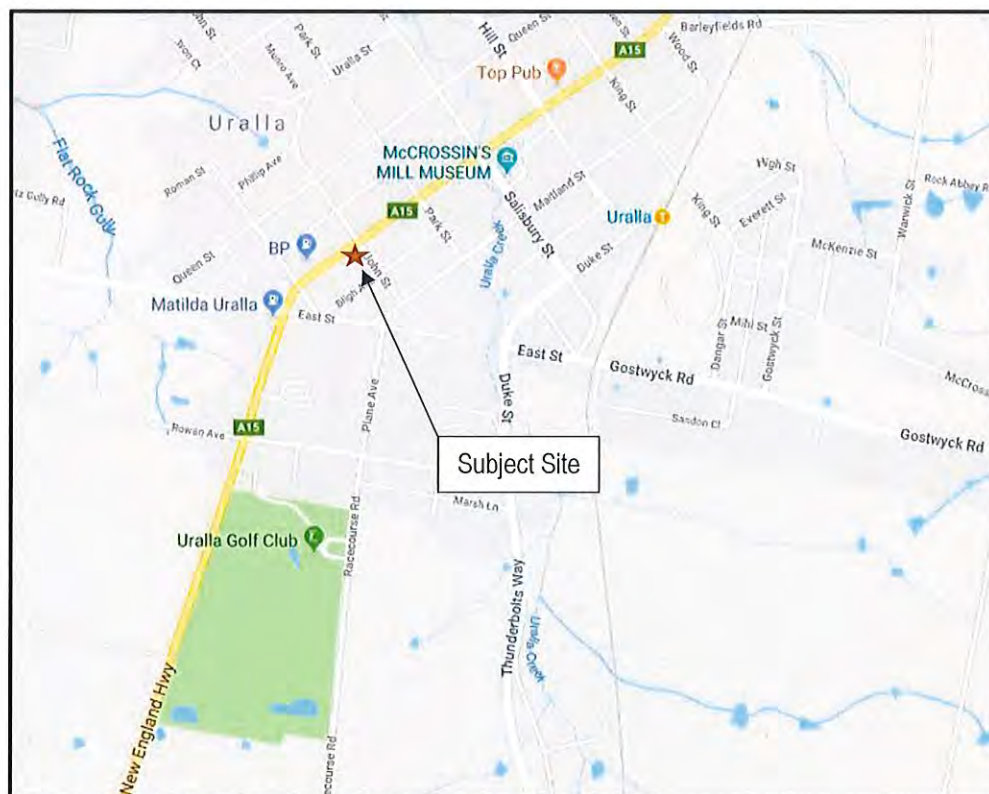 Barleyfields Rd
Queen St
Hill St
Park St
Munro Ave
Uralla St
Wood St
A15
Top Pub
King St
Uralla
McCROSSIN'S
MILL MUSEUM
Flat Rock Gully
Roman St
Phillip Ave
Maitland St
Salisbury St
Wigh St
Rock Abbey R
Warwick St
Everett St
King St
McKenzie St
A15
Park St
Uralla
Duke St
Uralla Creek
BP
Queen St
John St
Bligh
Matilda Uralla
East St
Mihi St
Dangar St
Gostwyck St
East St
Gostwyck Rd
McCross
Duke St
Plane Ave
Sandon Cl
Gostwyck Rd
A15
Rowan Ave
Subject Site
Marsh Ln
Uralla Golf Club
Racecourse Rd
Thunderbolts Way
Uralla Creek
New England Hwy
ecourse Rd